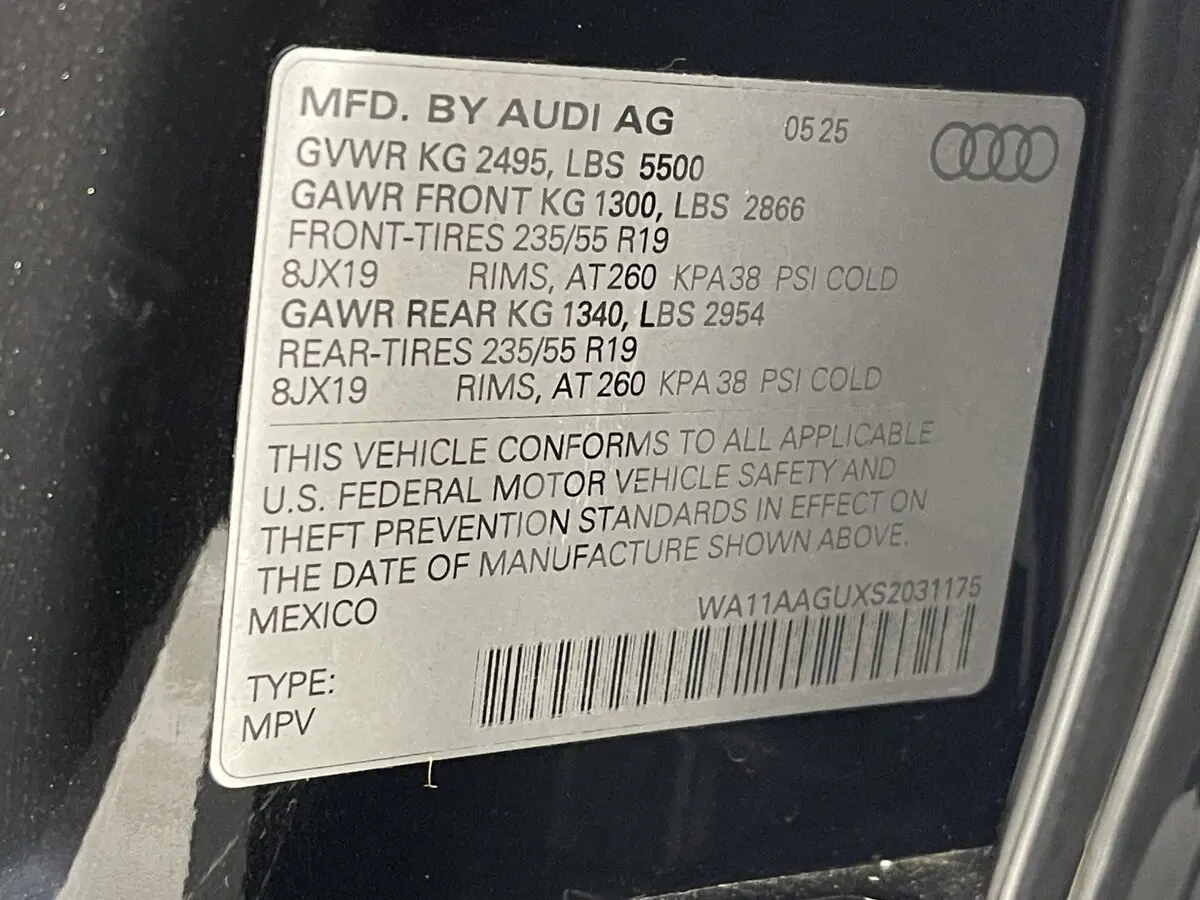 MFD. BY AUDI AG 05 25
GVWR KG 2495, LBS 5500
GAWR FRONT KG 1300, LBS 2866
FRONT-TIRES 235/55 R19
8JX19 RIMS, AT 260 KPA 38 PSI COLD
GAWR REAR KG 1340, LBS 2954
REAR-TIRES 235/55 R19
8JX19 RIMS, AT 260 KPA 38 PSI COLD
THIS VEHICLE CONFORMS TO ALL APPLICABLE
U.S. FEDERAL MOTOR VEHICLE SAFETY AND
THEFT PREVENTION STANDARDS IN EFFECT ON
THE DATE OF MANUFACTURE SHOWN ABOVE.
MEXICO WA11AAGUXS2031175
TYPE:
MPV